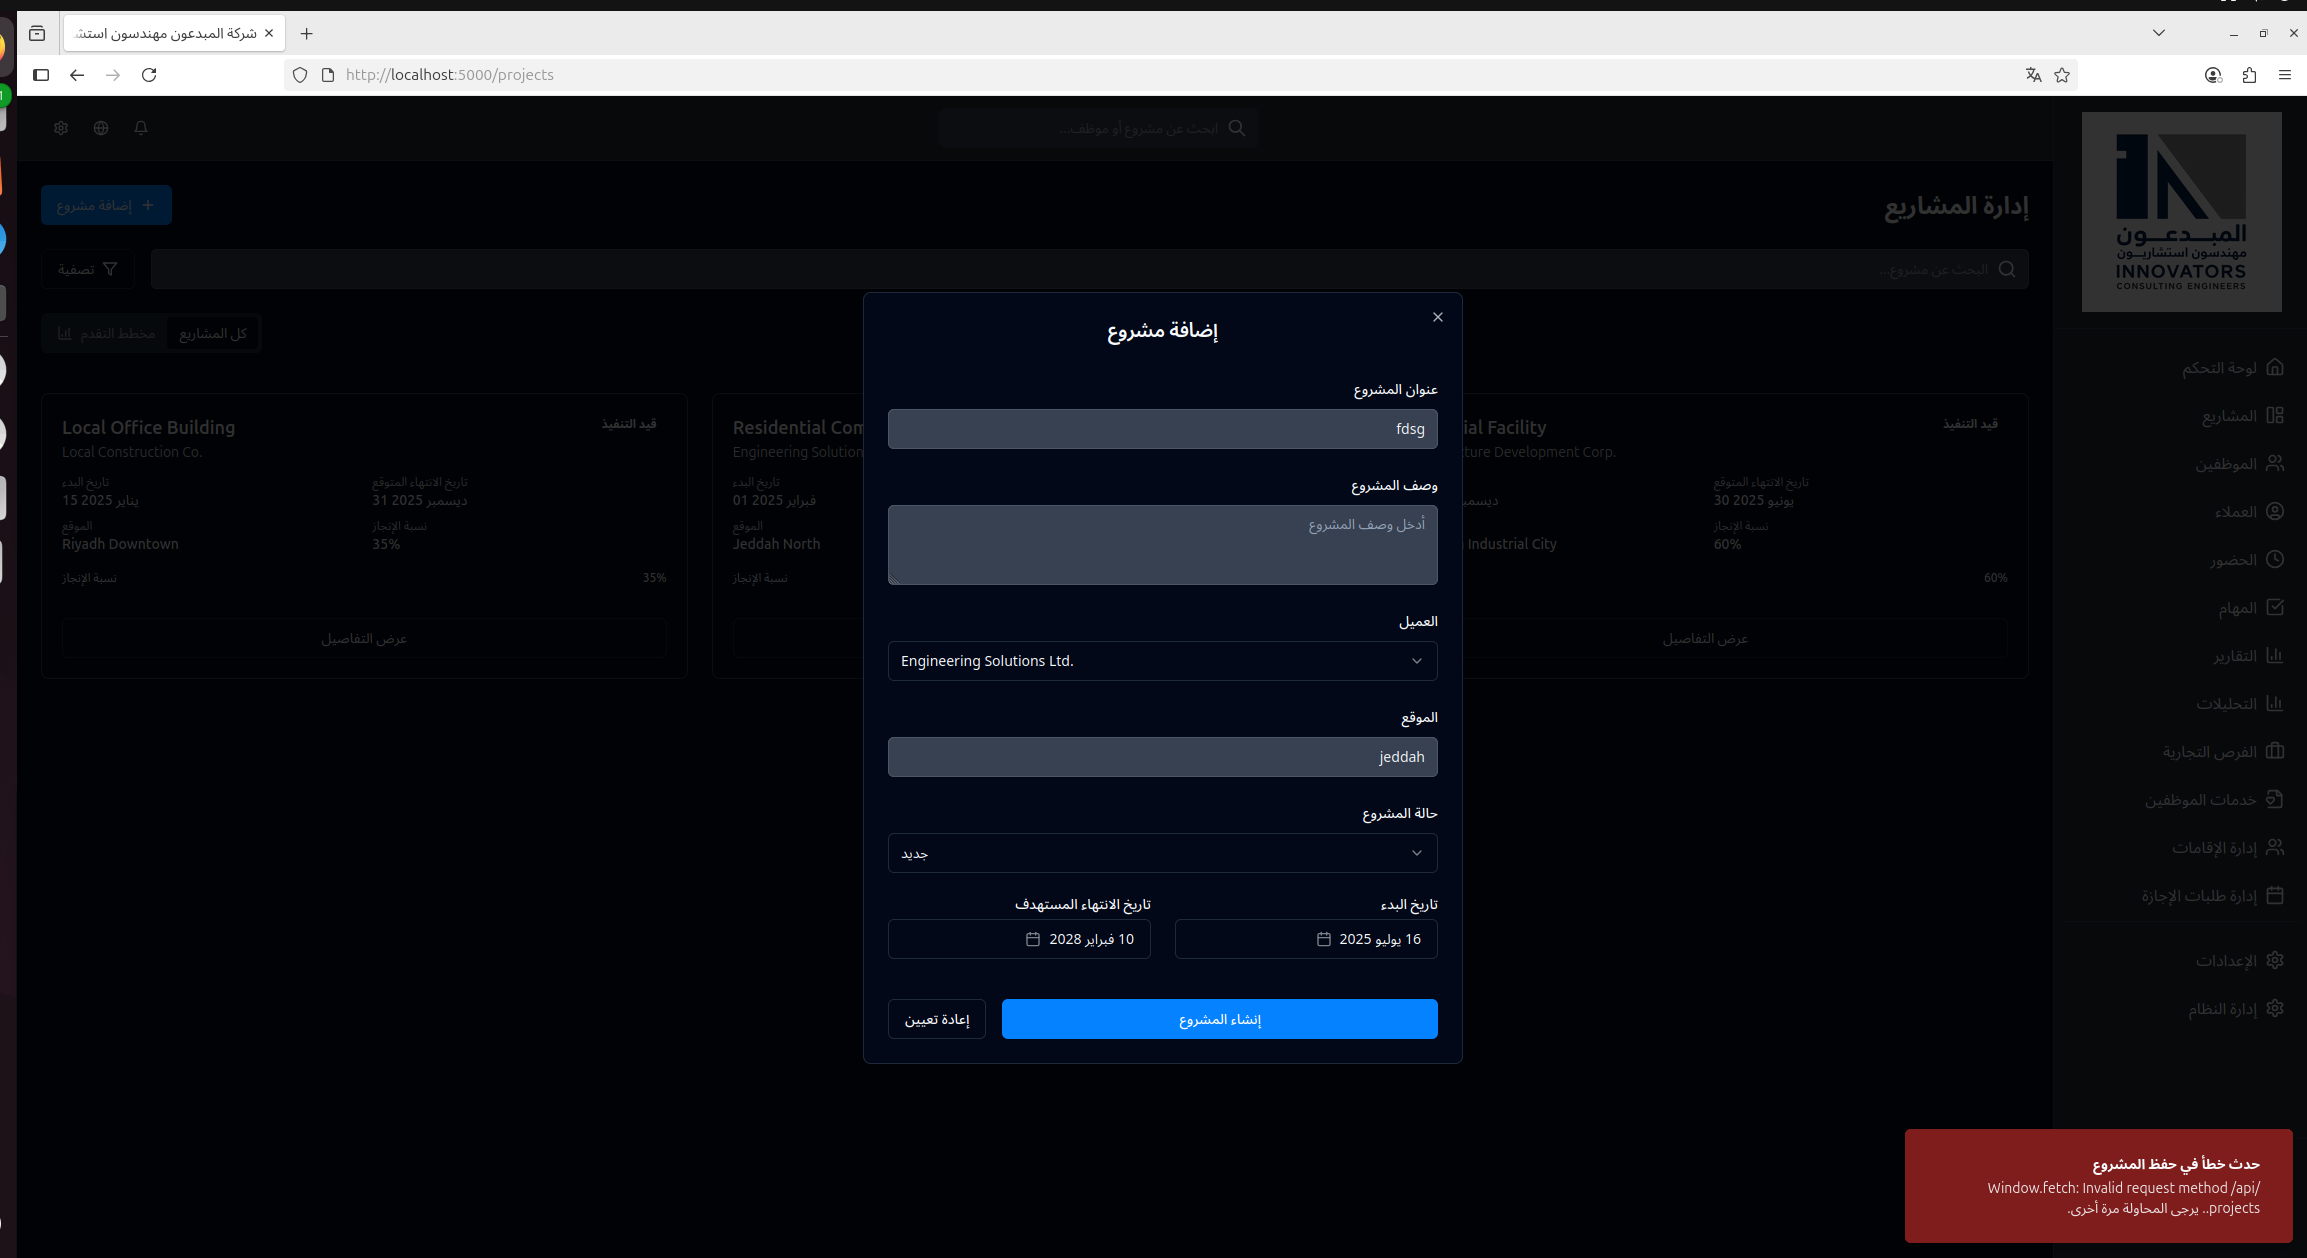 شركة المبدعون مهندسون استش
http://localhost:5000/projects
ابحث عن مشروع أو موظف...
المبدعون
مهندسون استشاريون
INNOVATORS
CONSULTING ENGINEERS
إدارة المشاريع
إضافة مشروع
البحث عن مشروع...
تصفية
كل المشاريع
مخطط التقدم
Local Office Building
قيد التنفيذ
Local Construction Co.
تاريخ البدء
تاريخ الانتهاء المتوقع
15 يناير 2025
31 ديسمبر 2025
الموقع
نسبة الإنجاز
Riyadh Downtown
35%
نسبة الإنجاز
35%
عرض التفاصيل
Residential Com
Engineering Solution
تاريخ البدء
01 فبراير 2025
الموقع
Jeddah North
نسبة الإنجاز
ial Facility
قيد التنفيذ
ture Development Corp.
تاريخ الانتهاء المتوقع
ديسمبر
30 يونيو 2025
نسبة الإنجاز
Industrial City
60%
60%
عرض التفاصيل
إضافة مشروع
عنوان المشروع
fdsg
وصف المشروع
أدخل وصف المشروع
العميل
Engineering Solutions Ltd.
الموقع
jeddah
حالة المشروع
جديد
تاريخ البدء
تاريخ الانتهاء المستهدف
16 يوليو 2025
10 فبراير 2028
إنشاء المشروع
إعادة تعيين
لوحة التحكم
المشاريع
الموظفين
العملاء
الحضور
المهام
التقارير
التحليلات
الفرص التجارية
خدمات الموظفين
إدارة الإقامات
إدارة طلبات الإجازة
الإعدادات
إدارة النظام
حدث خطأ في حفظ المشروع
Window.fetch: Invalid request method /api/
projects.. يرجى المحاولة مرة أخرى.